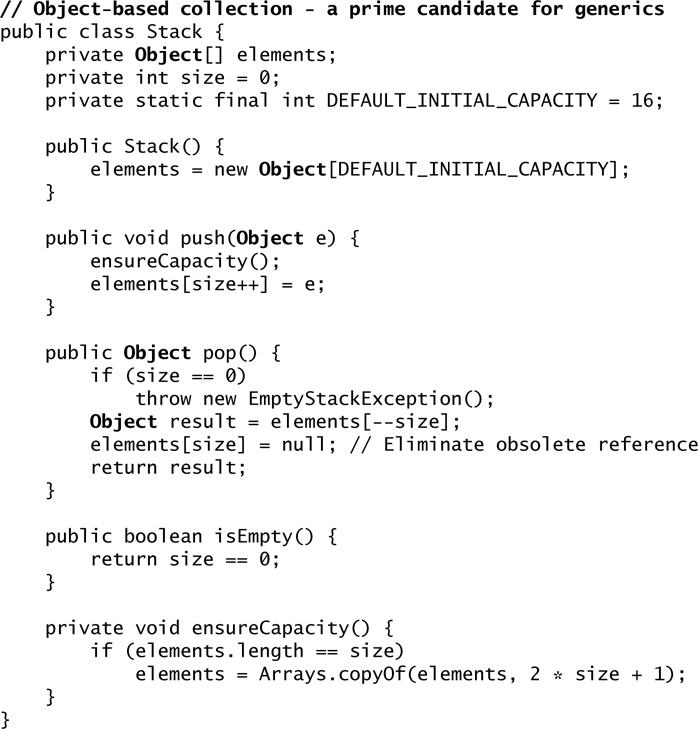 // Object-based collection - a prime candidate for generics
public class Stack {
    private Object[] elements;
    private int size = 0;
    private static final int DEFAULT_INITIAL_CAPACITY = 16;

    public Stack() {
        elements = new Object[DEFAULT_INITIAL_CAPACITY];
    }

    public void push(Object e) {
        ensureCapacity();
        elements[size++] = e;
    }

    public Object pop() {
        if (size == 0)
            throw new EmptyStackException();
        Object result = elements[--size];
        elements[size] = null; // Eliminate obsolete reference
        return result;
    }

    public boolean isEmpty() {
        return size == 0;
    }

    private void ensureCapacity() {
        if (elements.length == size)
            elements = Arrays.copyOf(elements, 2 * size + 1);
    }
}